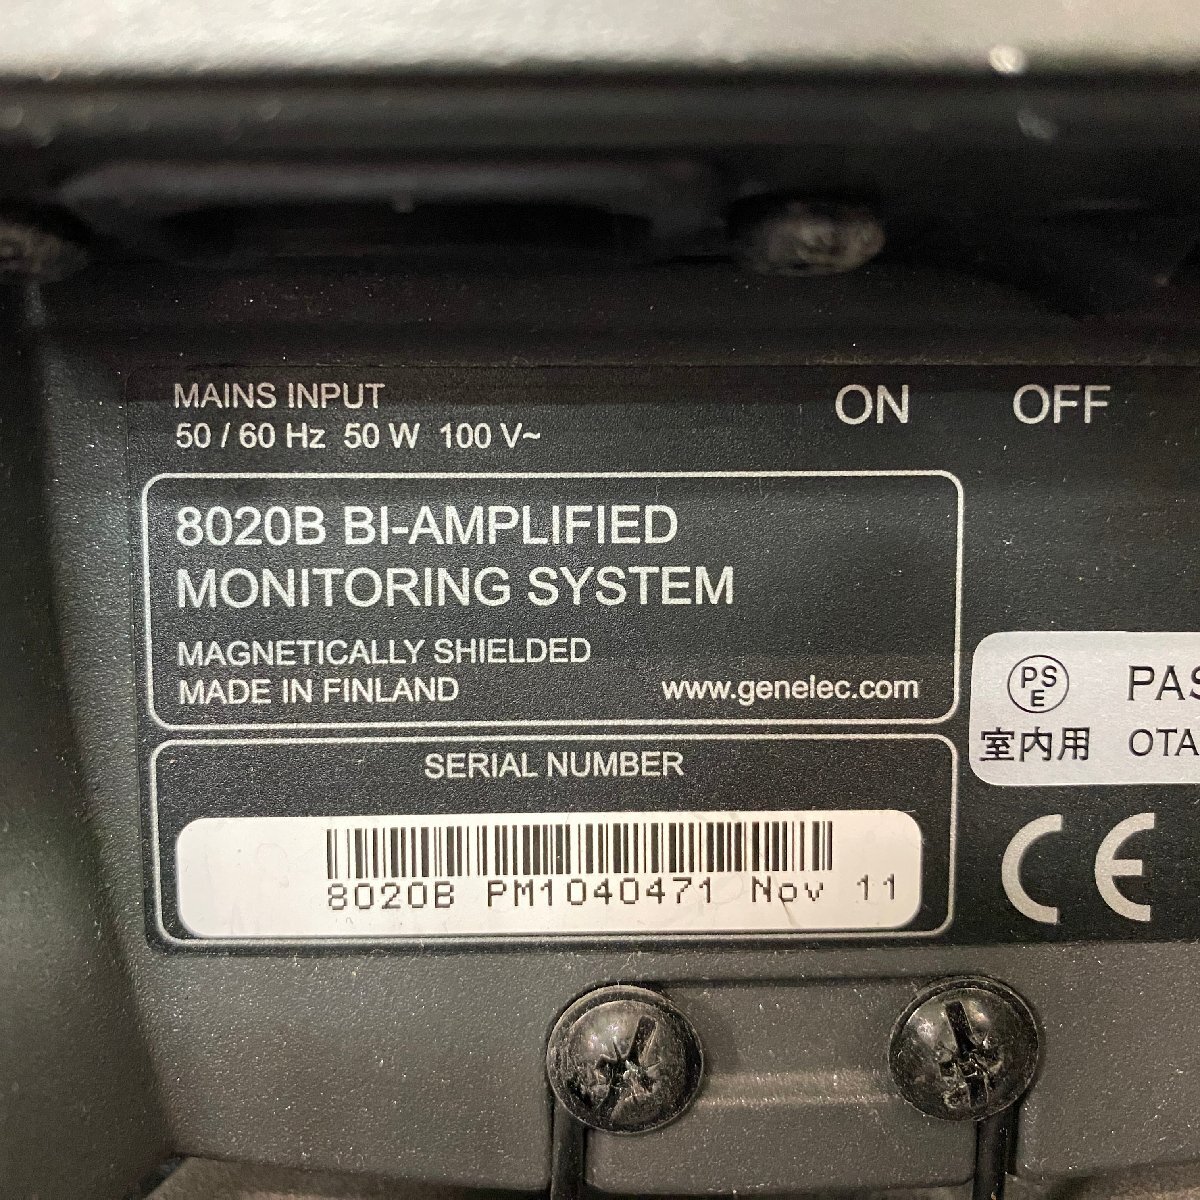 MAINS INPUT
50 / 60 Hz 50 W 100 V~
ON OFF
8020B BI-AMPLIFIED
MONITORING SYSTEM
MAGNETICALLY SHIELDED
MADE IN FINLAND
www.genelec.com
PSE PAS
室内用 OTA
SERIAL NUMBER
8020B PM1040471 Nov 11
CE